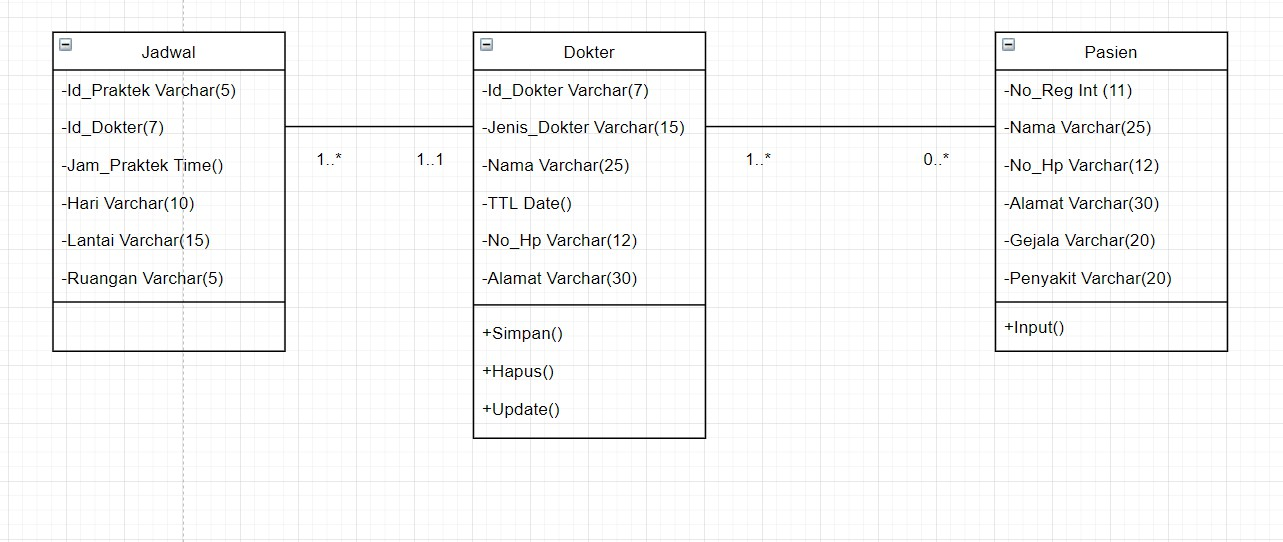 Jadwal
-Id_Praktek Varchar(5)
-Id_Dokter(7)
-Jam_Praktek Time()
-Hari Varchar(10)
-Lantai Varchar(15)
-Ruangan Varchar(5)
1..*
1..1
Dokter
-Id_Dokter Varchar(7)
-Jenis_Dokter Varchar(15)
-Nama Varchar(25)
-TTL Date()
-No_Hp Varchar(12)
-Alamat Varchar(30)
+Simpan()
+Hapus()
+Update()
1..*
0..*
Pasien
-No_Reg Int (11)
-Nama Varchar(25)
-No_Hp Varchar(12)
-Alamat Varchar(30)
-Gejala Varchar(20)
-Penyakit Varchar(20)
+Input()